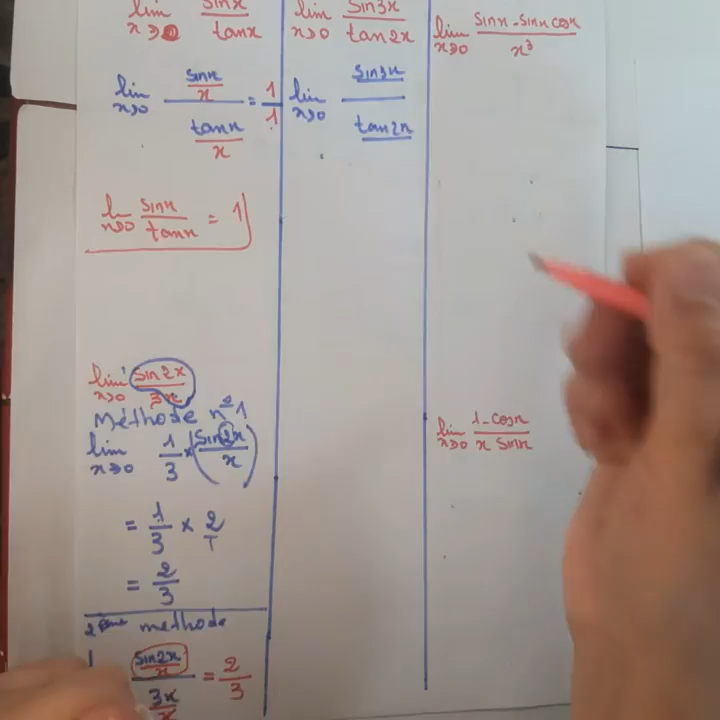 lim x→0 sinx/tanx
lim x→0 (sinx/x)/(tanx/x) = 1/1
lim x→0 sinx/tanx = 1
lim x→0 sin2x/3x
Méthode n°1
lim x→0 1/3 × (sin2x/x)
= 1/3 × 2/1
= 2/3
2ème methode
(sin2x/x)/(3x/x) = 2/3
lim x→0 sin3x/tan2x
lim x→0 sin3x/tan2x
lim x→0 (sinx - sinx cosx)/x³
lim x→0 (1-cosx)/(x sinx)